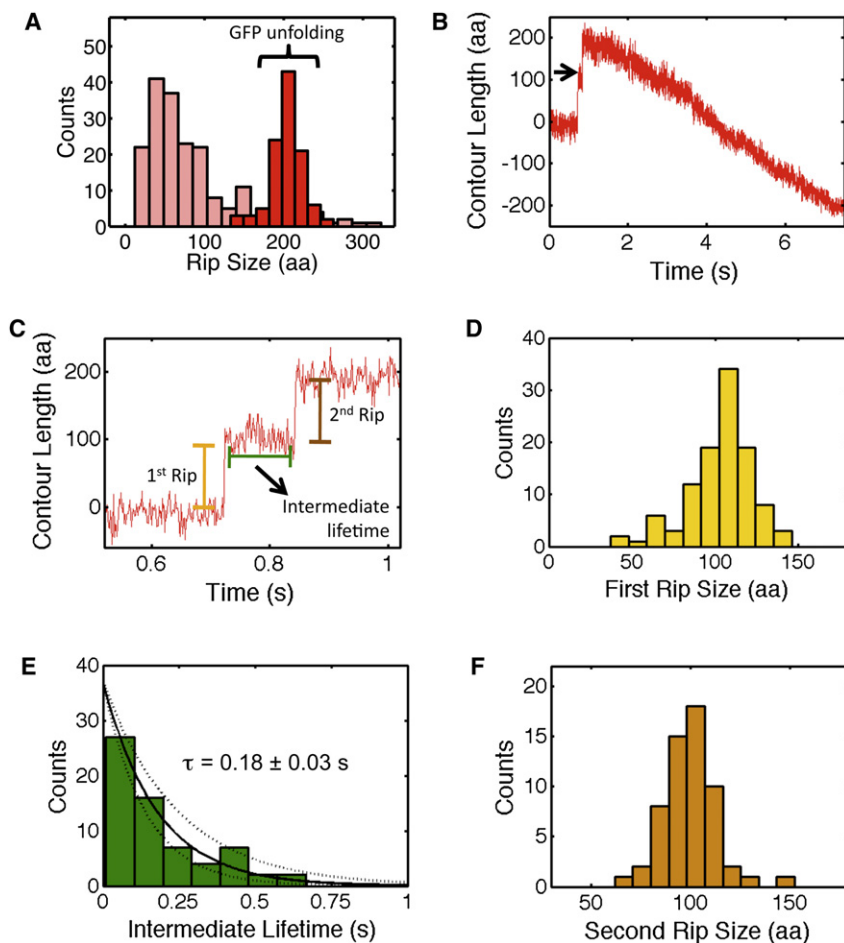 A
GFP unfolding
50
40
30
20
10
0
Counts
0 100 200 300
Rip Size (aa)
B
200
100
0
-100
-200
Contour Length (aa)
0 2 4 6
Time (s)
C
200
100
0
Contour Length (aa)
1st Rip
2nd Rip
Intermediate
lifetime
0.6 0.8 1
Time (s)
D
40
30
20
10
0
Counts
0 50 100 150
First Rip Size (aa)
E
40
30
20
10
0
Counts
τ = 0.18 ± 0.03 s
0 0.25 0.5 0.75 1
Intermediate Lifetime (s)
F
20
15
10
5
0
Counts
50 100 150
Second Rip Size (aa)